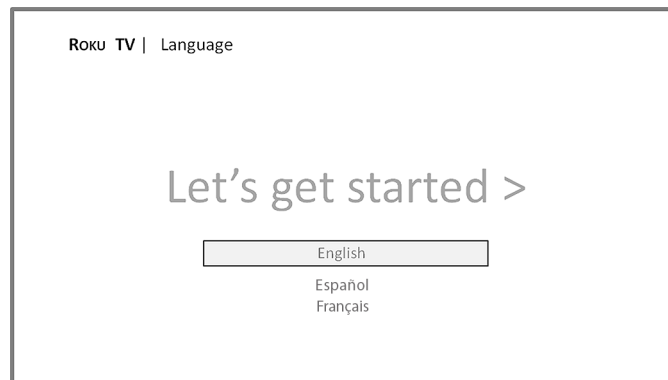 ROKU TV | Language
Let's get started >
English
Español
Français